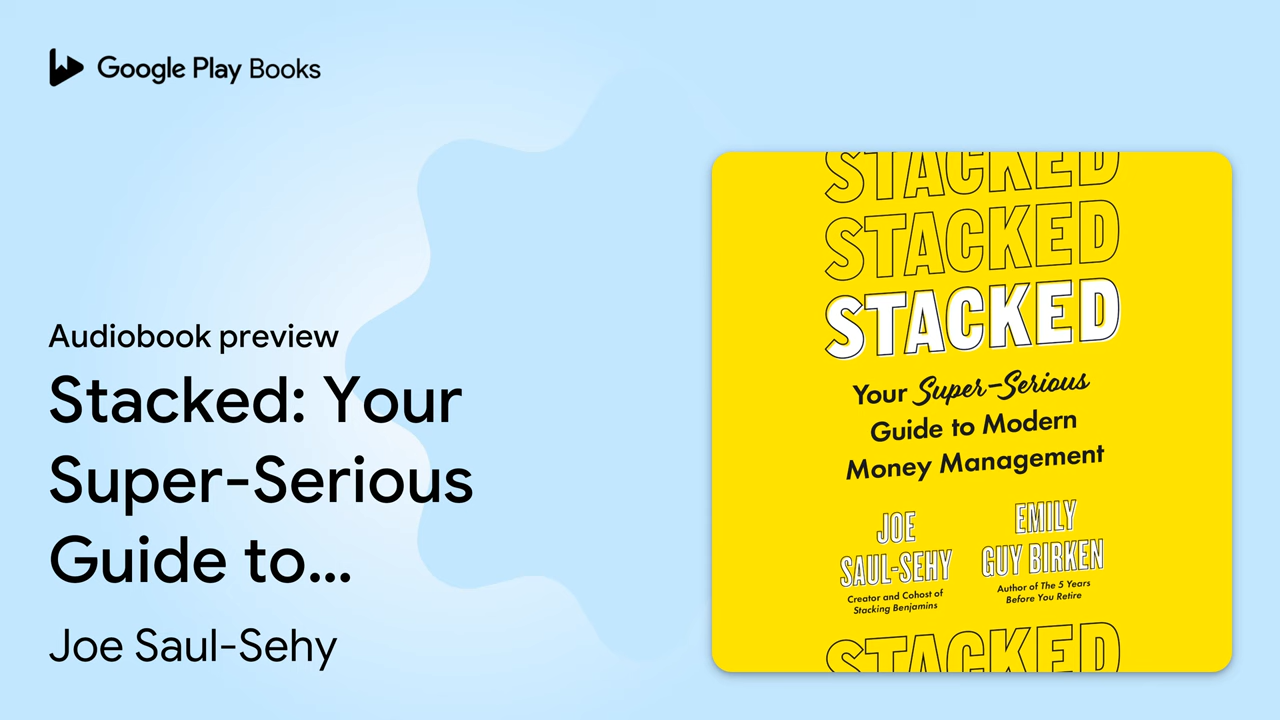 Google Play Books
Audiobook preview
Stacked: Your
Super-Serious
Guide to...
Joe Saul-Sehy
STACKED
STACKED
STACKED
Your Super-Serious
Guide to Modern
Money Management
JOE
SAUL-SEHY
Creator and Cohost of
Stacking Benjamins
EMILY
GUY BIRKEN
Author of The 5 Years
Before You Retire
STACKED